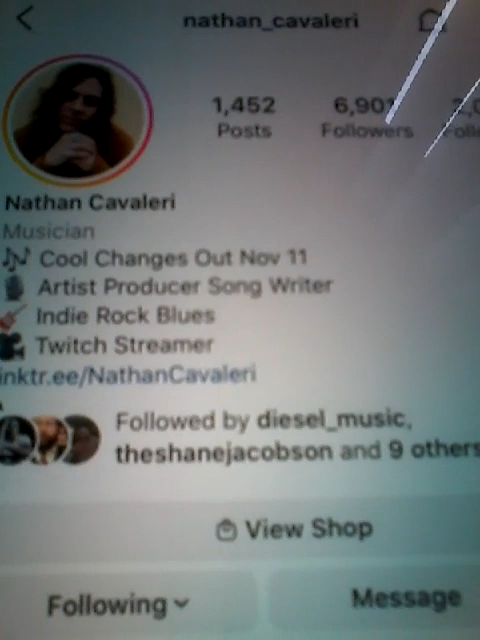 nathan_cavaleri
1,452
Posts
Followers
Nathan Cavaleri
Musician
Cool Changes Out Nov 11
Artist Producer Song Writer
Indie Rock Blues
Twitch Streamer
inktr.ee/NathanCavaleri
Followed by diesel_music,
theshanejacobson and 9 others
View Shop
Following
Message